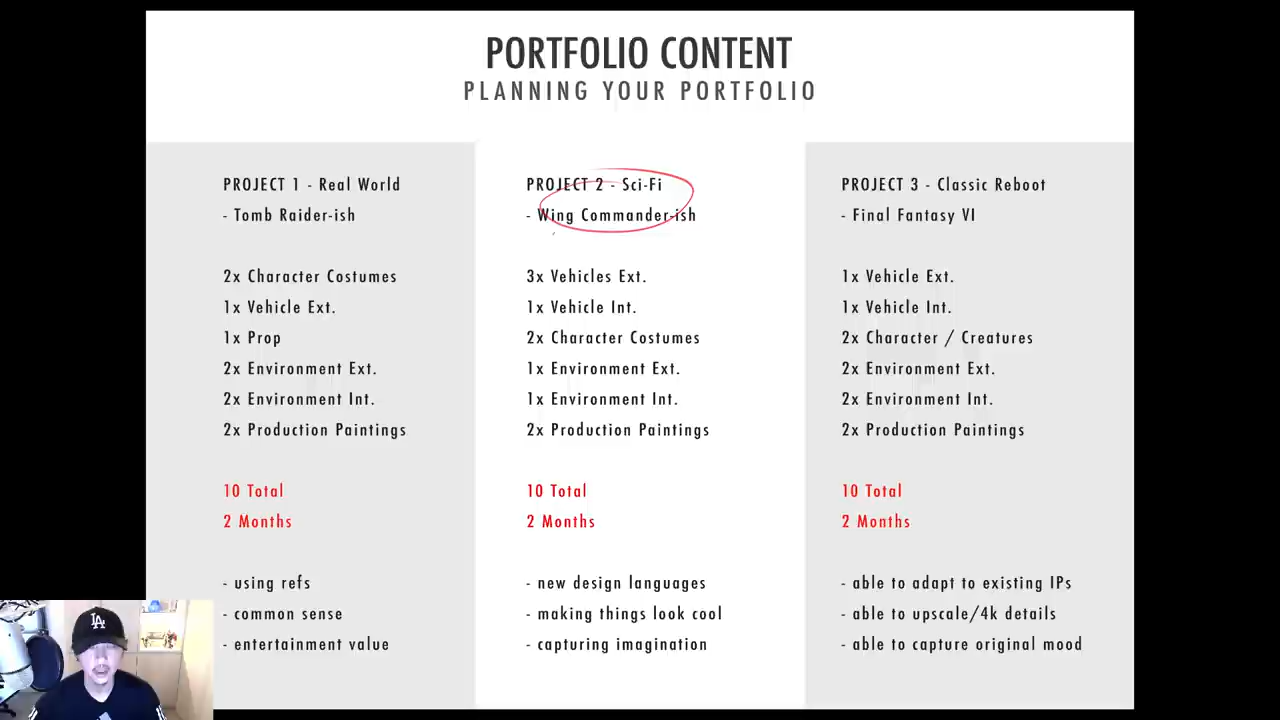 PORTFOLIO CONTENT
PLANNING YOUR PORTFOLIO
PROJECT 1 - Real World
- Tomb Raider-ish
2x Character Costumes
1x Vehicle Ext.
1x Prop
2x Environment Ext.
2x Environment Int.
2x Production Paintings
10 Total
2 Months
- using refs
- common sense
- entertainment value
PROJECT 2 - Sci-Fi
- Wing Commander-ish
3x Vehicles Ext.
1x Vehicle Int.
2x Character Costumes
1x Environment Ext.
1x Environment Int.
2x Production Paintings
10 Total
2 Months
- new design languages
- making things look cool
- capturing imagination
PROJECT 3 - Classic Reboot
- Final Fantasy VI
1x Vehicle Ext.
1x Vehicle Int.
2x Character / Creatures
2x Environment Ext.
2x Environment Int.
2x Production Paintings
10 Total
2 Months
- able to adapt to existing IPs
- able to upscale/4k details
- able to capture original mood
LA